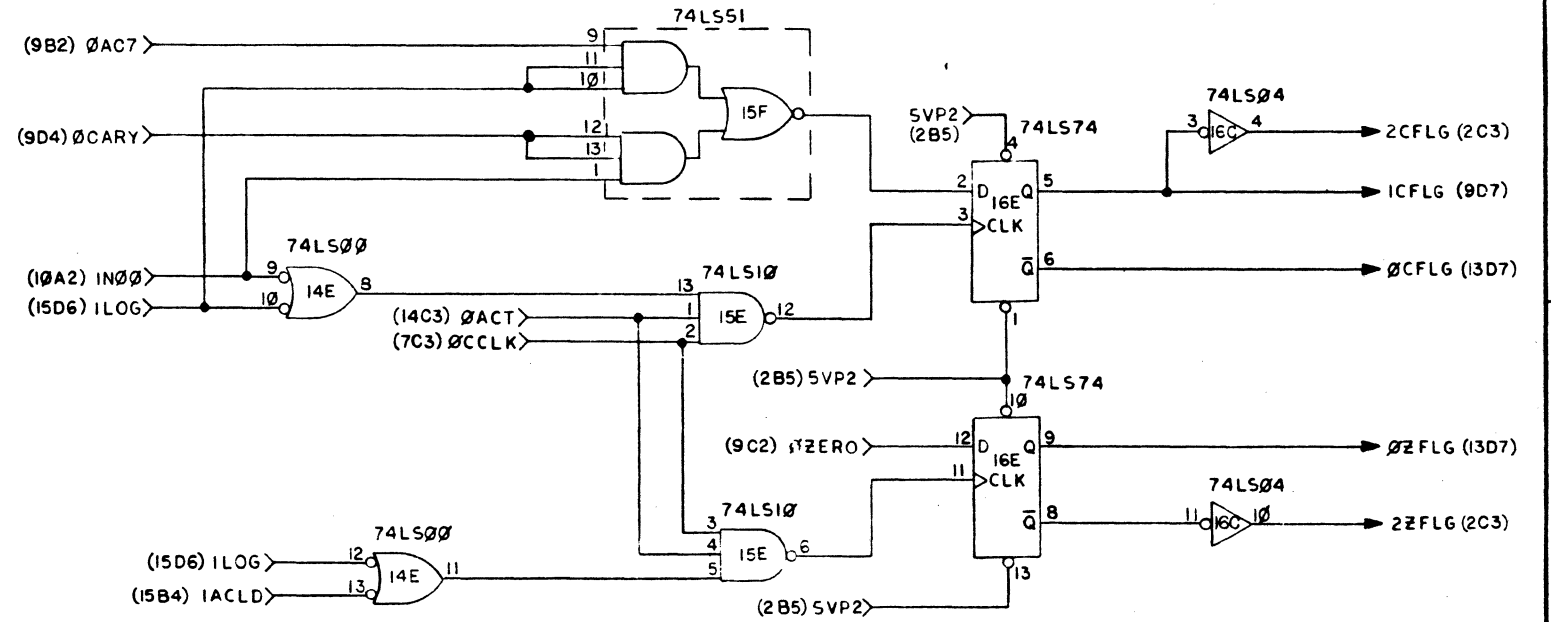 74LS51
(9B2) ØAC7
9
11
10
(9D4) ØCARY
12
13
1
15F
5VP2
(2B5)
4
74LS74
2 D Q 5
16E
3 CLK
Q̅ 6
1
74LSØ4
3 16C 4
2CFLG (2C3)
1CFLG (9D7)
ØCFLG (13D7)
74LSØØ
(1ØA2) 1NØØ
9
(15D6) 1LOG
1Ø
14E
8
74LS1Ø
13
(14C3) ØACT
1
(7C3) ØCCLK
2
15E
12
(2B5) 5VP2
74LS74
1Ø
(9C2) ZERO
12 D Q 9
16E
11 CLK
Q̅ 8
13
ØZFLG (13D7)
74LSØ4
11 16C 1Ø
2ZFLG (2C3)
74LS1Ø
3
4
5
15E
6
74LSØØ
(15D6) 1LOG
12
(15B4) 1ACLD
13
14E
11
(2B5) 5VP2